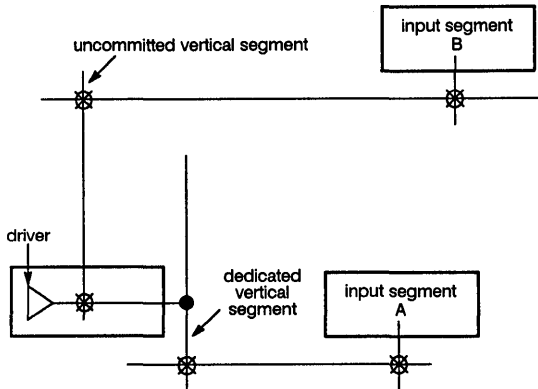 uncommitted vertical segment
input segment
B
driver
dedicated
vertical
segment
input segment
A